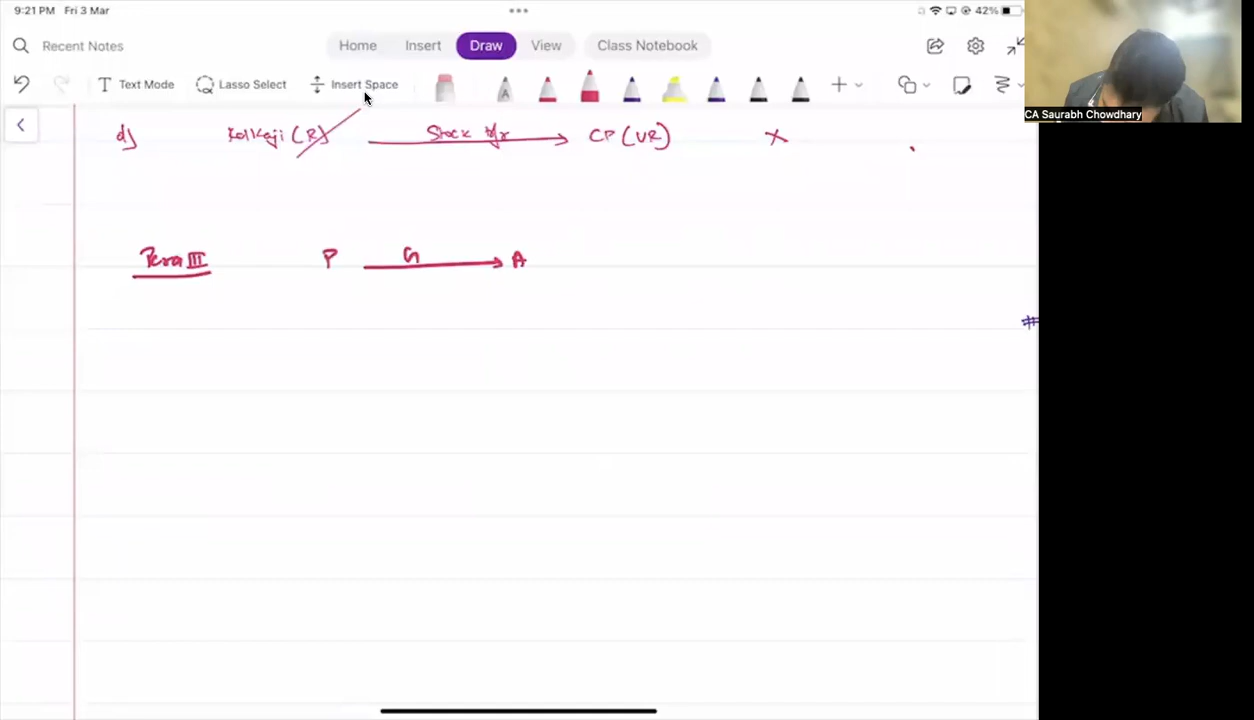 9:21 PM Fri 3 Mar
42%
Recent Notes
Home Insert Draw View Class Notebook
Text Mode Lasso Select Insert Space
CA Saurabh Chowdhary
d) Kalkaji (R) Stock t/r CP (UR) X
Para III P G A
#